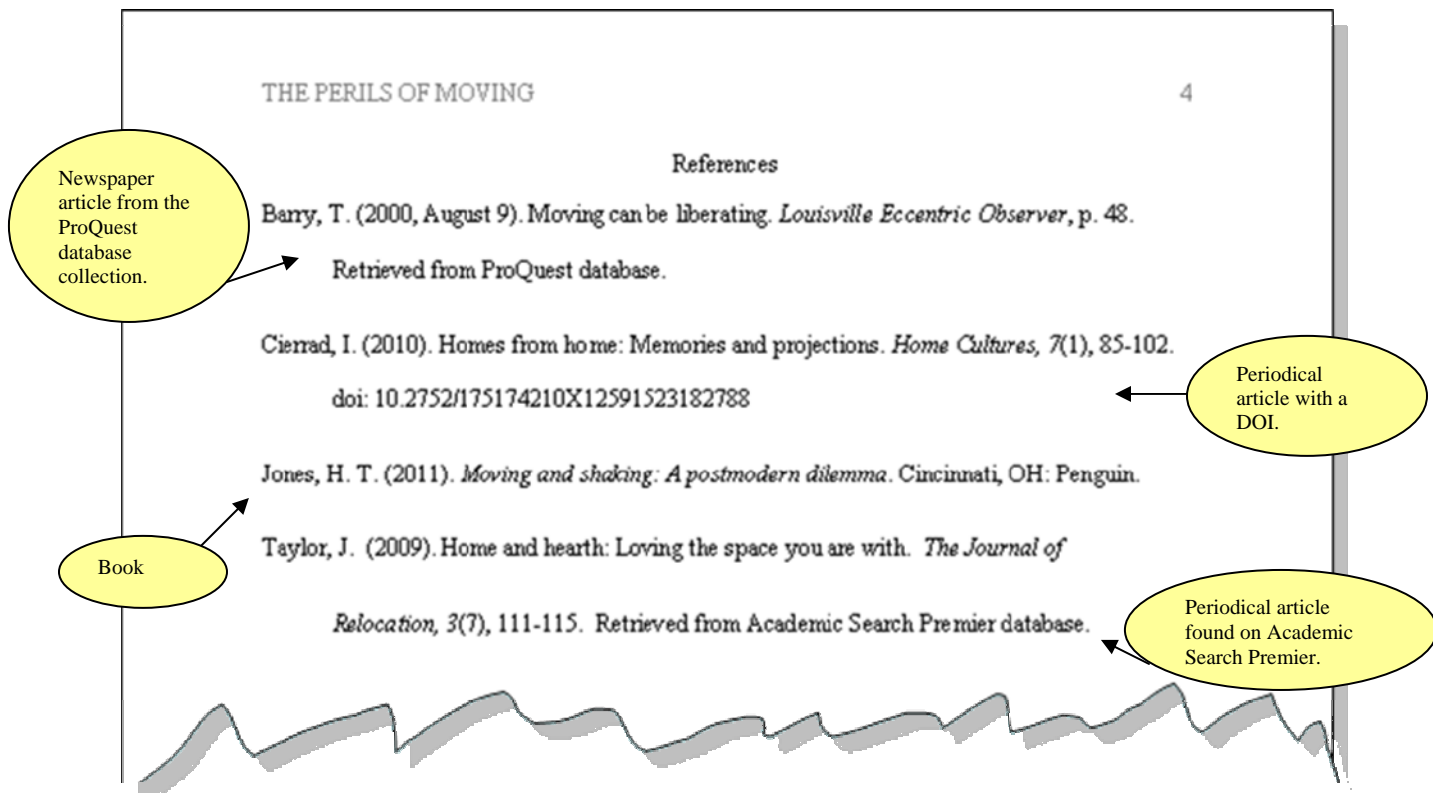 THE PERILS OF MOVING 4
References
Newspaper
article from the
ProQuest
database
collection.
Barry, T. (2000, August 9). Moving can be liberating. Louisville Eccentric Observer, p. 48.
Retrieved from ProQuest database.
Cierrad, I. (2010). Homes from home: Memories and projections. Home Cultures, 7(1), 85-102.
doi: 10.2752/175174210X12591523182788
Periodical
article with a
DOI.
Jones, H. T. (2011). Moving and shaking: A postmodern dilemma. Cincinnati, OH: Penguin.
Book
Taylor, J. (2009). Home and hearth: Loving the space you are with. The Journal of
Relocation, 3(7), 111-115. Retrieved from Academic Search Premier database.
Periodical article
found on Academic
Search Premier.